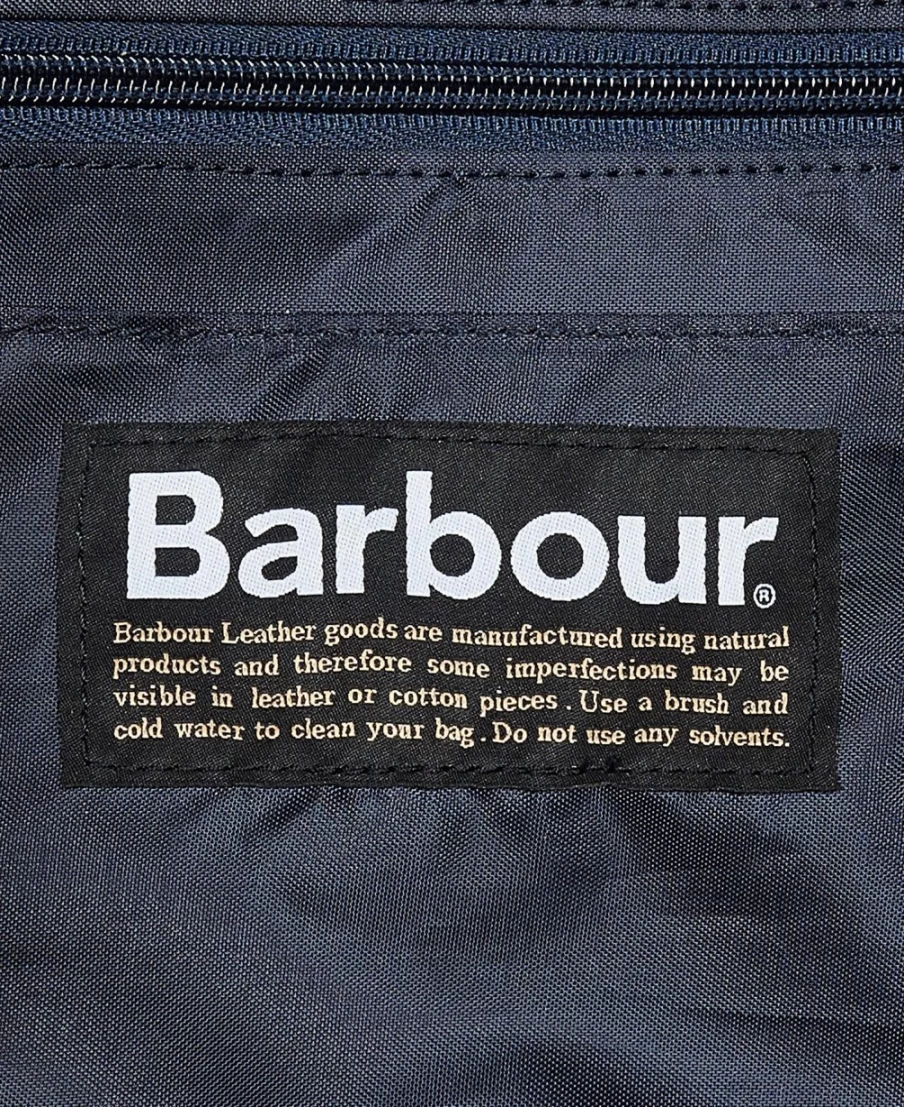 Barbour®
Barbour Leather goods are manufactured using natural
products and therefore some imperfections may be
visible in leather or cotton pieces . Use a brush and
cold water to clean your bag . Do not use any solvents.